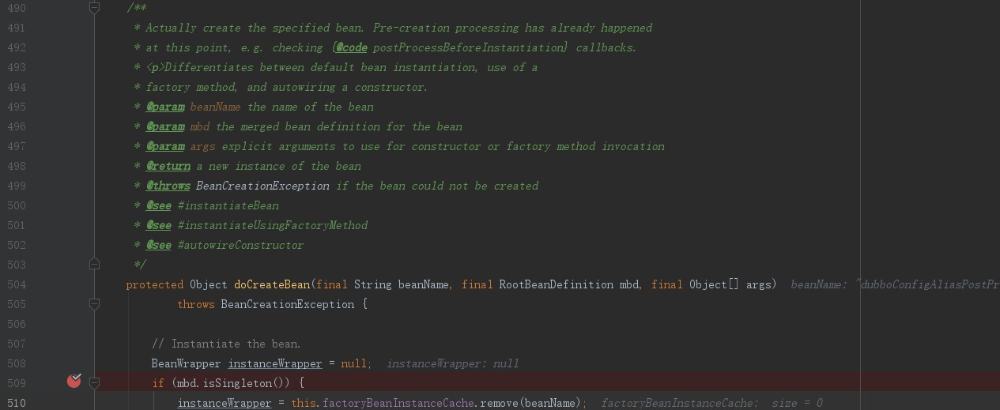 490 /**
491 * Actually create the specified bean. Pre-creation processing has already happened
492 * at this point, e.g. checking {@code postProcessBeforeInstantiation} callbacks.
493 * <p>Differentiates between default bean instantiation, use of a
494 * factory method, and autowiring a constructor.
495 * @param beanName the name of the bean
496 * @param mbd the merged bean definition for the bean
497 * @param args explicit arguments to use for constructor or factory method invocation
498 * @return a new instance of the bean
499 * @throws BeanCreationException if the bean could not be created
500 * @see #instantiateBean
501 * @see #instantiateUsingFactoryMethod
502 * @see #autowireConstructor
503 */
504 protected Object doCreateBean(final String beanName, final RootBeanDefinition mbd, final Object[] args) beanName: "dubboConfigAliasPostPr
505 throws BeanCreationException {
506
507 // Instantiate the bean.
508 BeanWrapper instanceWrapper = null; instanceWrapper: null
509 if (mbd.isSingleton()) {
510 instanceWrapper = this.factoryBeanInstanceCache.remove(beanName); factoryBeanInstanceCache: size = 0